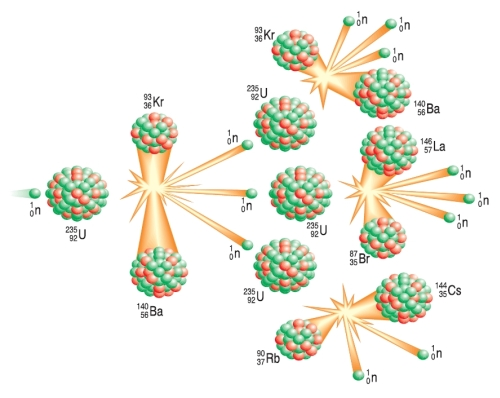 ¹₀n
¹₀n
⁹³₃₆Kr
¹₀n
²³⁵₉₂U
⁹³₃₆Kr
¹⁴⁰₅₆Ba
¹₀n
¹⁴⁶₅₇La
¹₀n
¹₀n
¹₀n
¹₀n
¹₀n
²³⁵₉₂U
²³⁵₉₂U
¹₀n
⁸⁷₃₅Br
²³⁵₉₂U
¹⁴⁴₃₅Cs
¹⁴⁰₅₆Ba
⁹⁰₃₇Rb
¹₀n
¹₀n